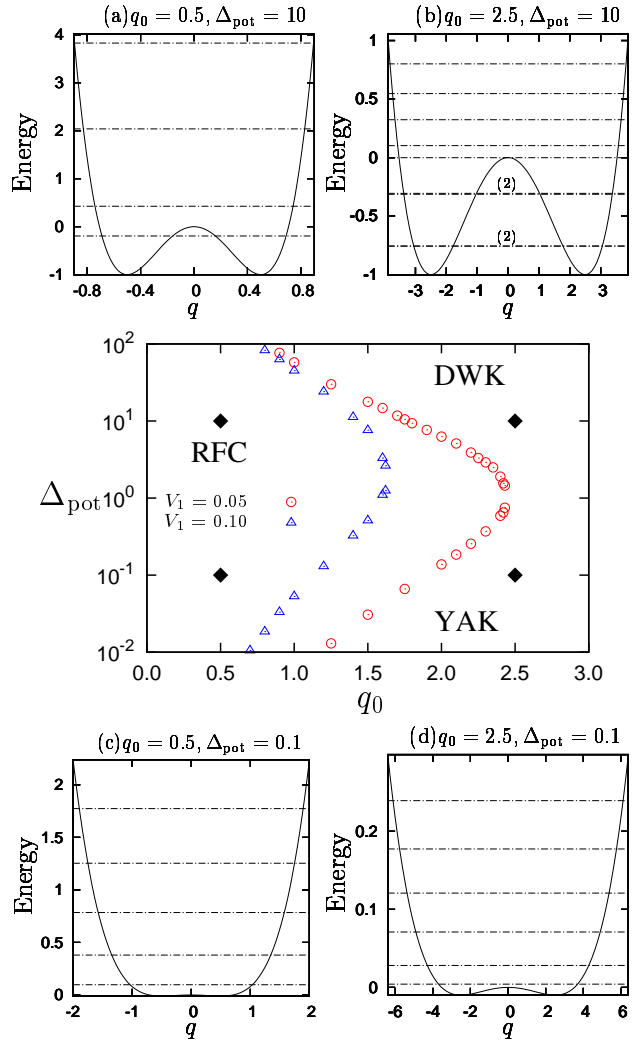 (a) q₀ = 0.5, Δ_pot = 10
(b) q₀ = 2.5, Δ_pot = 10
4
3
2
1
0
-1
Energy
-0.8 -0.4 0 0.4 0.8
q
1
0.5
0
-0.5
-1
Energy
(2)
(2)
-3 -2 -1 0 1 2 3
q
10²
10¹
10⁰
10⁻¹
10⁻²
Δ_pot
DWK
RFC
V₁ = 0.05
V₁ = 0.10
YAK
0.0 0.5 1.0 1.5 2.0 2.5 3.0
q₀
(c) q₀ = 0.5, Δ_pot = 0.1
(d) q₀ = 2.5, Δ_pot = 0.1
2
1.5
1
0.5
0
Energy
-2 -1 0 1 2
q
0.2
0.1
0
Energy
-6 -4 -2 0 2 4 6
q